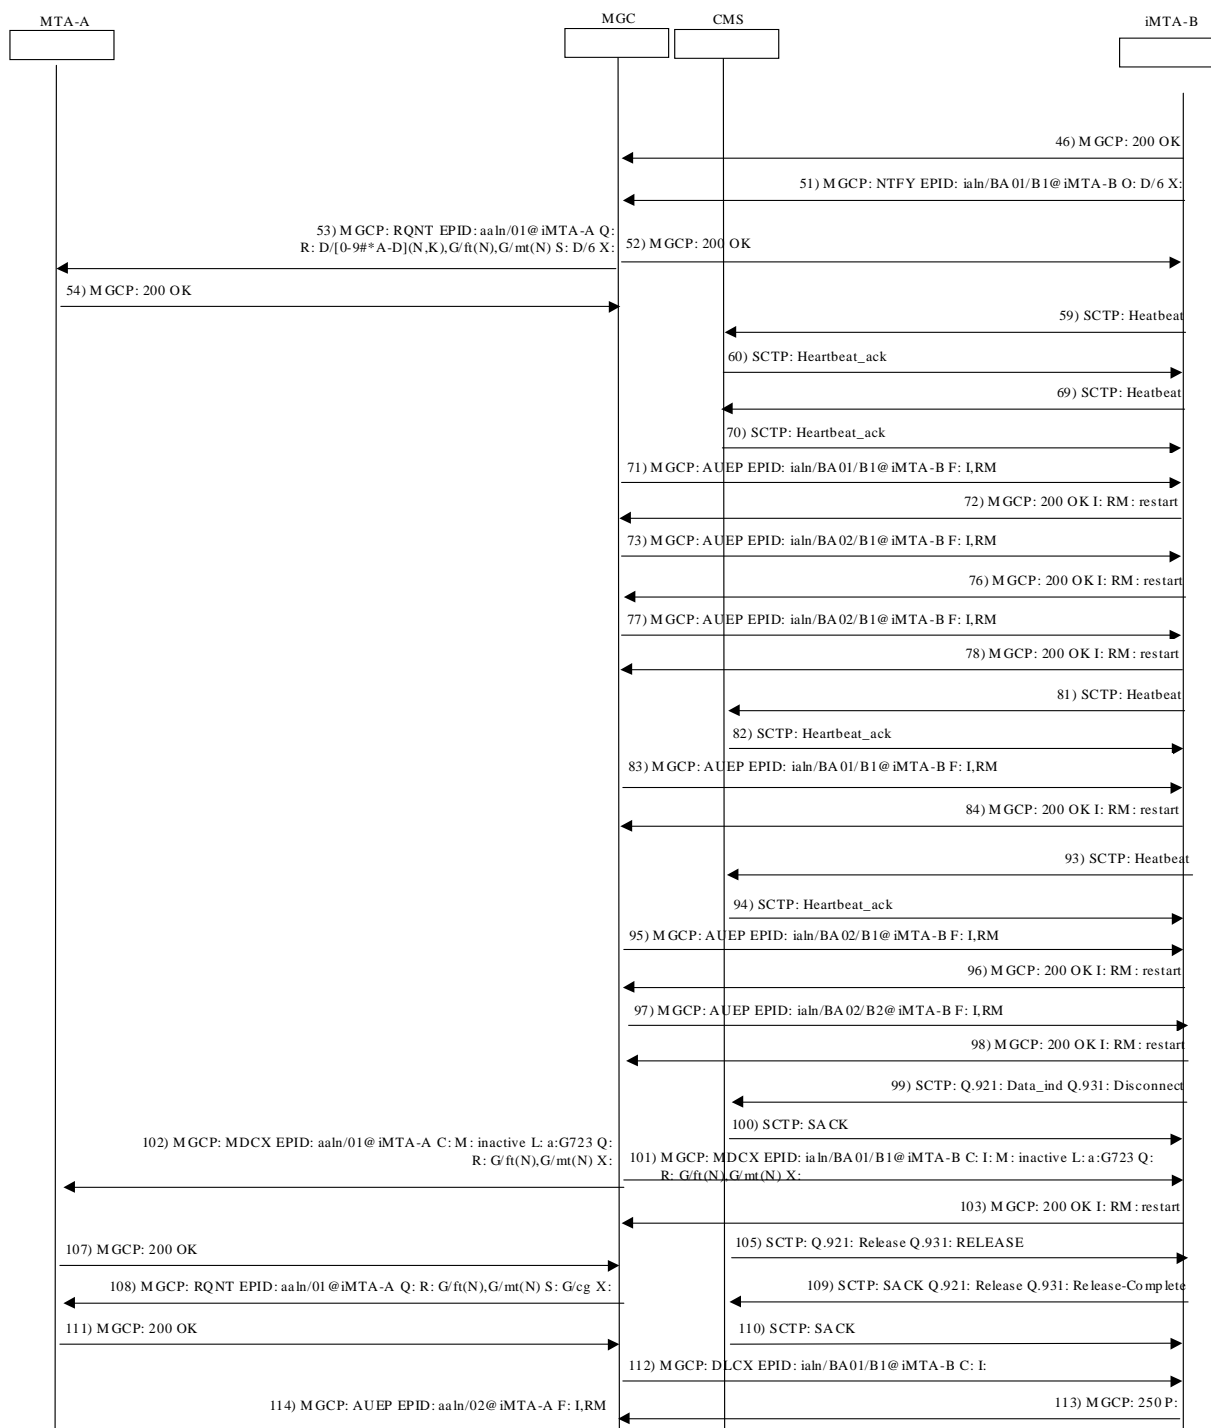 MTA-A
MGC
CMS
iMTA-B
46) MGCP: 200 OK
51) MGCP: NTFY EPID: ialn/BA01/B1@iMTA-B O: D/6 X:
53) MGCP: RQNT EPID: aaln/01@iMTA-A Q:
R: D/[0-9#*A-D](N,K),G/ft(N),G/mt(N) S: D/6 X:
52) MGCP: 200 OK
54) MGCP: 200 OK
59) SCTP: Heatbeat
60) SCTP: Heartbeat_ack
69) SCTP: Heatbeat
70) SCTP: Heartbeat_ack
71) MGCP: AUEP EPID: ialn/BA01/B1@iMTA-B F: I,RM
72) MGCP: 200 OK I: RM: restart
73) MGCP: AUEP EPID: ialn/BA02/B1@iMTA-B F: I,RM
76) MGCP: 200 OK I: RM: restart
77) MGCP: AUEP EPID: ialn/BA02/B1@iMTA-B F: I,RM
78) MGCP: 200 OK I: RM: restart
81) SCTP: Heatbeat
82) SCTP: Heartbeat_ack
83) MGCP: AUEP EPID: ialn/BA01/B1@iMTA-B F: I,RM
84) MGCP: 200 OK I: RM: restart
93) SCTP: Heatbeat
94) SCTP: Heartbeat_ack
95) MGCP: AUEP EPID: ialn/BA02/B1@iMTA-B F: I,RM
96) MGCP: 200 OK I: RM: restart
97) MGCP: AUEP EPID: ialn/BA02/B2@iMTA-B F: I,RM
98) MGCP: 200 OK I: RM: restart
99) SCTP: Q.921: Data_ind Q.931: Disconnect
100) SCTP: SACK
102) MGCP: MDCX EPID: aaln/01@iMTA-A C: M: inactive L: a:G723 Q:
R: G/ft(N),G/mt(N) X:
101) MGCP: MDCX EPID: ialn/BA01/B1@iMTA-B C: I: M: inactive L: a:G723 Q:
R: G/ft(N),G/mt(N) X:
103) MGCP: 200 OK I: RM: restart
107) MGCP: 200 OK
105) SCTP: Q.921: Release Q.931: RELEASE
108) MGCP: RQNT EPID: aaln/01@iMTA-A Q: R: G/ft(N),G/mt(N) S: G/cg X:
109) SCTP: SACK Q.921: Release Q.931: Release-Complete
111) MGCP: 200 OK
110) SCTP: SACK
112) MGCP: DLCX EPID: ialn/BA01/B1@iMTA-B C: I:
114) MGCP: AUEP EPID: aaln/02@iMTA-A F: I,RM
113) MGCP: 250 P: